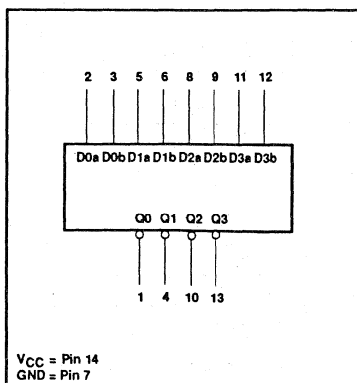 2 3 5 6 8 9 11 12
D0a D0b D1a D1b D2a D2b D3a D3b
Q0 Q1 Q2 Q3
1 4 10 13
VCC = Pin 14
GND = Pin 7